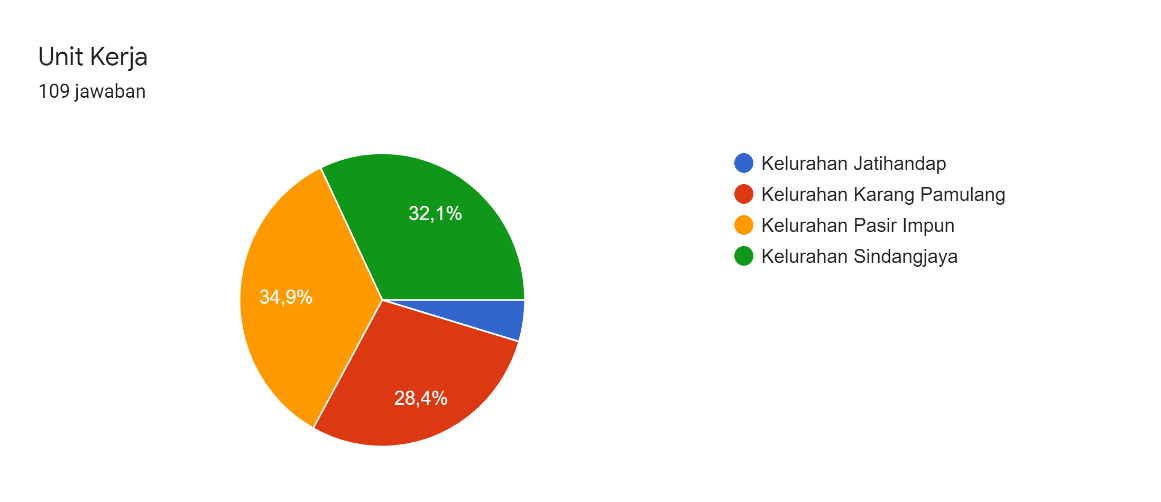 Unit Kerja
109 jawaban
32,1%
34,9%
28,4%
Kelurahan Jatihandap
Kelurahan Karang Pamulang
Kelurahan Pasir Impun
Kelurahan Sindangjaya